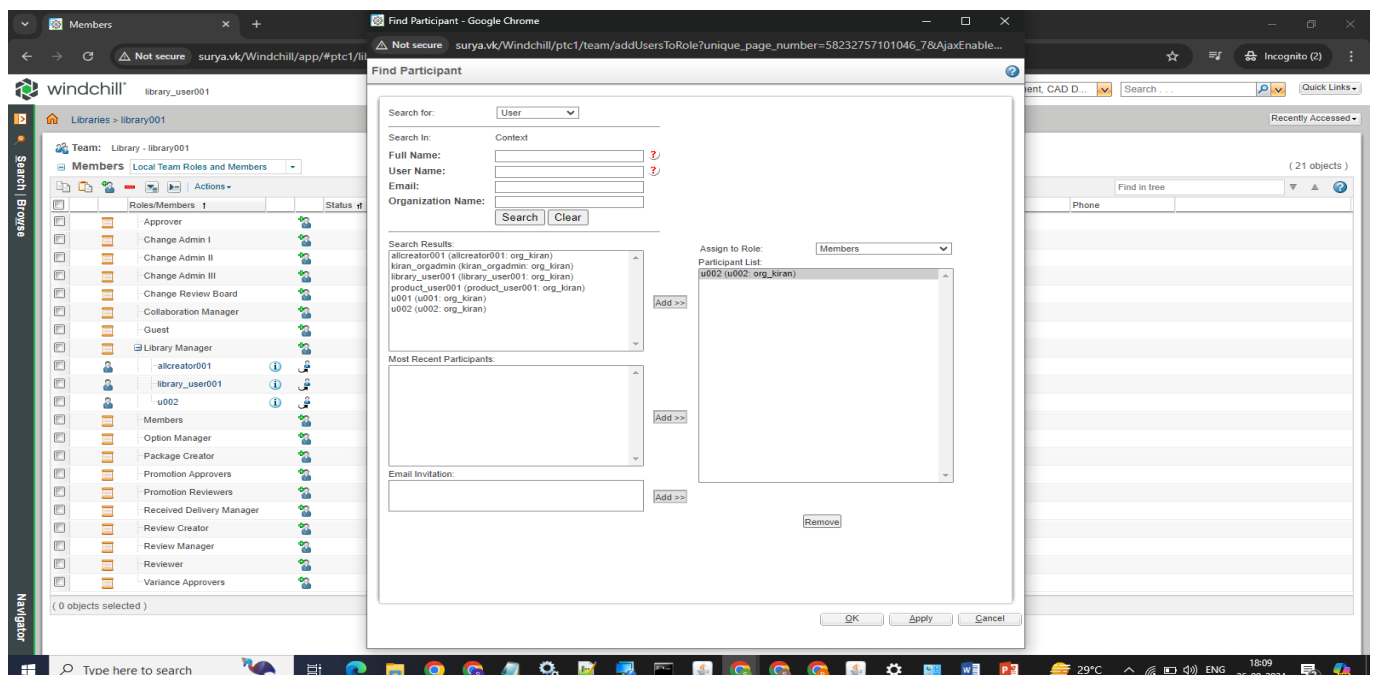 Members
Find Participant - Google Chrome
Not secure surya.vk/Windchill/app/#ptc1/lib
Not secure surya.vk/Windchill/ptc1/team/addUsersToRole?unique_page_number=58232757101046_7&AjaxEnable...
Incognito (2)
Find Participant
windchill
library_user001
ent, CAD D...
Search . . .
Quick Links
Libraries > library001
Recently Accessed
Search | Browse
Navigator
Team: Library - library001
Members Local Team Roles and Members
( 21 objects )
Actions
Find in tree
Roles/Members
Status
Phone
Approver
Change Admin I
Change Admin II
Change Admin III
Change Review Board
Collaboration Manager
Guest
Library Manager
allcreator001
library_user001
u002
Members
Option Manager
Package Creator
Promotion Approvers
Promotion Reviewers
Received Delivery Manager
Review Creator
Review Manager
Reviewer
Variance Approvers
( 0 objects selected )
Search for: User
Search In: Context
Full Name: ?
User Name: ?
Email:
Organization Name:
Search Clear
Search Results:
allcreator001 (allcreator001: org_kiran)
kiran_orgadmin (kiran_orgadmin: org_kiran)
library_user001 (library_user001: org_kiran)
product_user001 (product_user001: org_kiran)
u001 (u001: org_kiran)
u002 (u002: org_kiran)
Add >>
Most Recent Participants:
Add >>
Email Invitation:
Add >>
Assign to Role: Members
Participant List:
u002 (u002: org_kiran)
Remove
OK Apply Cancel
Type here to search
29°C
ENG
18:09